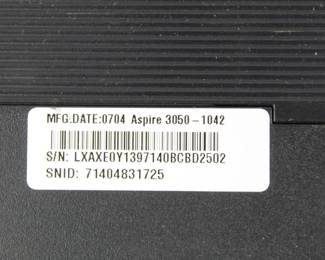 MFG:DATE:0704 Aspire 3050-1042
S/N: LXAXE0Y1397140BCBD2502
SNID: 71404831725